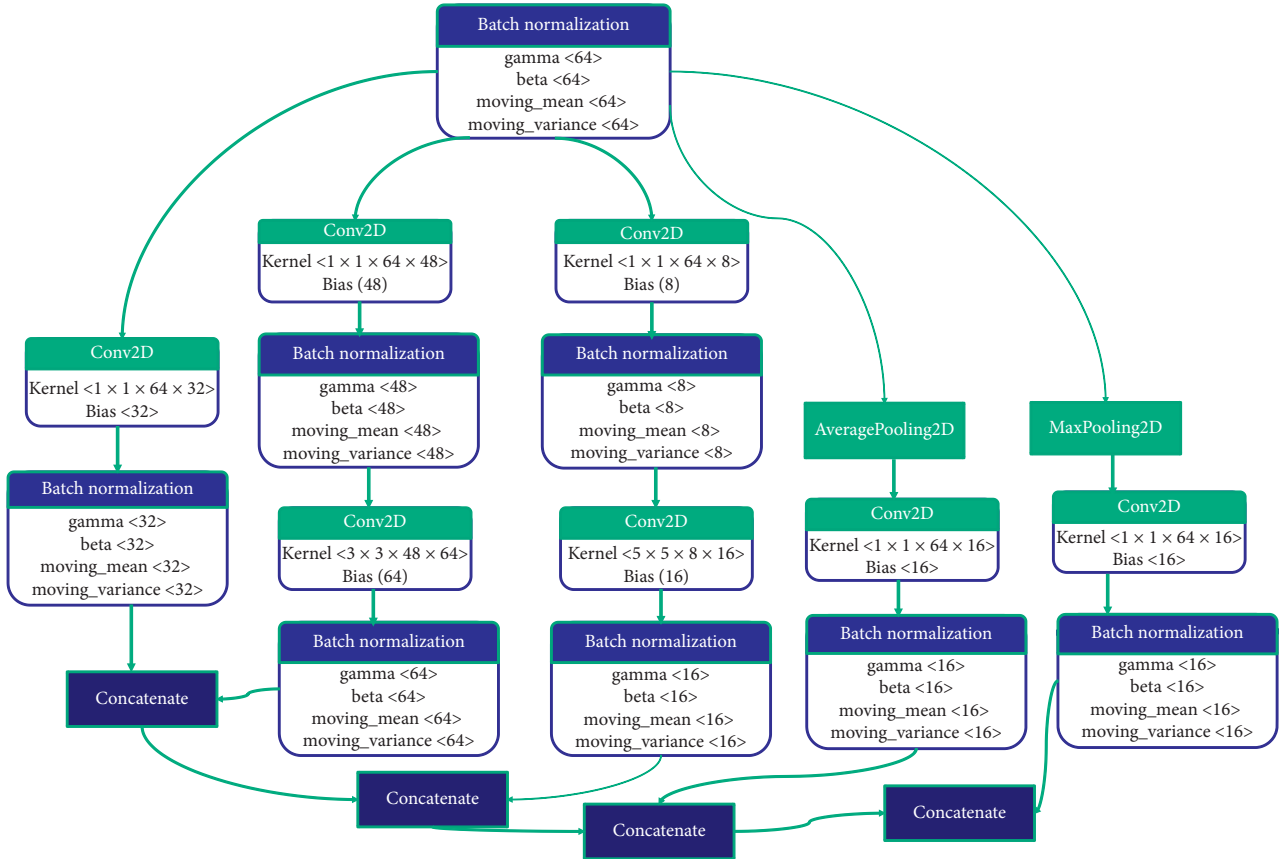 Batch normalization
gamma <64>
beta <64>
moving_mean <64>
moving_variance <64>
Conv2D
Kernel <1 × 1 × 64 × 32>
Bias <32>
Batch normalization
gamma <32>
beta <32>
moving_mean <32>
moving_variance <32>
Concatenate
Conv2D
Kernel <1 × 1 × 64 × 48>
Bias (48)
Batch normalization
gamma <48>
beta <48>
moving_mean <48>
moving_variance <48>
Conv2D
Kernel <3 × 3 × 48 × 64>
Bias (64)
Batch normalization
gamma <64>
beta <64>
moving_mean <64>
moving_variance <64>
Conv2D
Kernel <1 × 1 × 64 × 8>
Bias (8)
Batch normalization
gamma <8>
beta <8>
moving_mean <8>
moving_variance <8>
Conv2D
Kernel <5 × 5 × 8 × 16>
Bias (16)
Batch normalization
gamma <16>
beta <16>
moving_mean <16>
moving_variance <16>
AveragePooling2D
Conv2D
Kernel <1 × 1 × 64 × 16>
Bias <16>
Batch normalization
gamma <16>
beta <16>
moving_mean <16>
moving_variance <16>
MaxPooling2D
Conv2D
Kernel <1 × 1 × 64 × 16>
Bias <16>
Batch normalization
gamma <16>
beta <16>
moving_mean <16>
moving_variance <16>
Concatenate
Concatenate
Concatenate